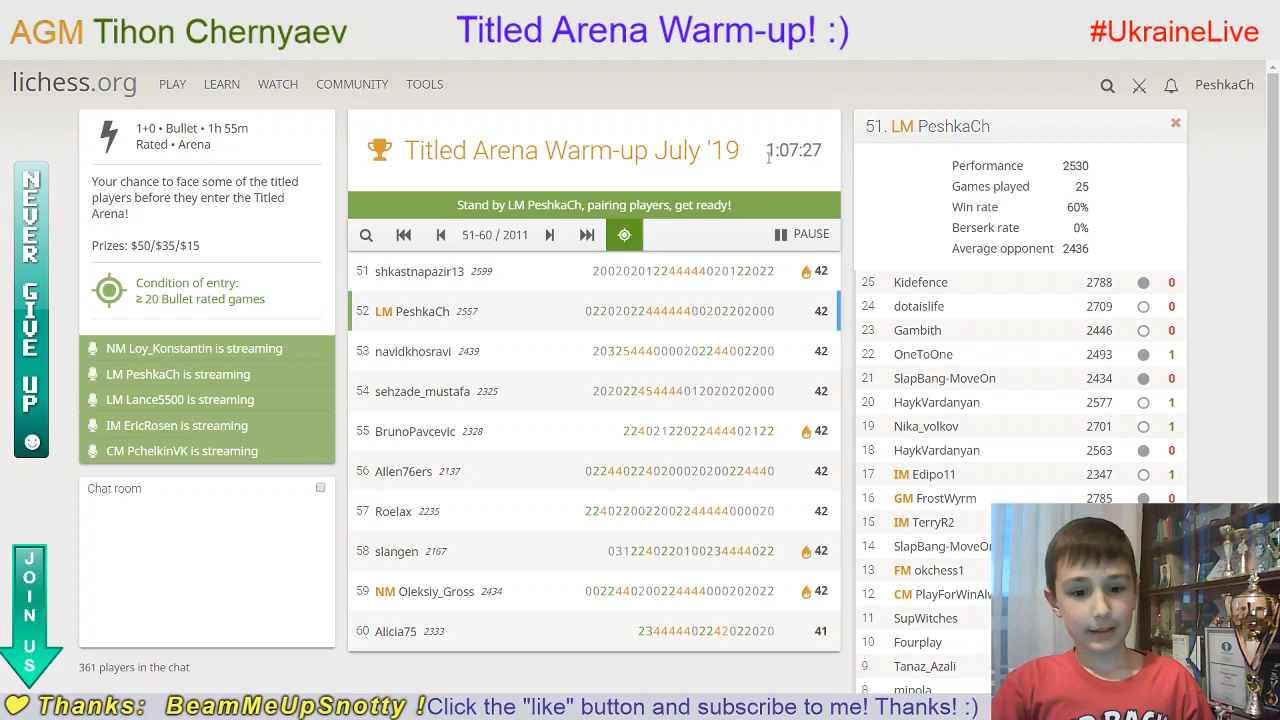 AGM Tihon Chernyaev
Titled Arena Warm-up! :)
#UkraineLive
lichess.org PLAY LEARN WATCH COMMUNITY TOOLS PeshkaCh
NEVER GIVE UP
JOIN US
1+0 • Bullet • 1h 55m
Rated • Arena
Your chance to face some of the titled
players before they enter the Titled
Arena!
Prizes: $50/$35/$15
Condition of entry:
≥ 20 Bullet rated games
NM Loy_Konstantin is streaming
LM PeshkaCh is streaming
LM Lance5500 is streaming
IM EricRosen is streaming
CM PchelkinVK is streaming
Chat room
361 players in the chat
Titled Arena Warm-up July '19 1:07:27
Stand by LM PeshkaCh, pairing players, get ready!
51-60 / 2011 PAUSE
51 shkastnapazir13 2599 20020201224444402012022 42
52 LM PeshkaCh 2557 0220202244444400202202000 42
53 navidkhosravi 2439 2032544400002022440022 00 42
54 sehzade_mustafa 2325 202022454444020 1202202000 42
55 BrunoPavcevic 2328 224021220224444402122 42
56 Allen76ers 2137 0224402244020002020022 4440 42
57 Roelax 2235 2240220022002244444000020 42
58 slangen 2167 0312240220100234444022 42
59 NM Oleksiy_Gross 2434 0022440200224444000202022 42
60 Alicia75 2333 234444402242022020 41
51. LM PeshkaCh
Performance 2530
Games played 25
Win rate 60%
Berserk rate 0%
Average opponent 2436
25 Kidefence 2788 0
24 dotaislife 2709 0
23 Gambith 2446 0
22 OneToOne 2493 1
21 SlapBang-MoveOn 2434 0
20 HaykVardanyan 2577 1
19 Nika_volkov 2701 1
18 HaykVardanyan 2563 0
17 IM Edipo11 2347 1
16 GM FrostWyrm 2785 0
15 IM TerryR2
14 SlapBang-MoveOn
13 FM okchess1
12 CM PlayForWinAlw
11 SupWitches
10 Fourplay
9 Tanaz_Azali
8 minola
Thanks: BeamMeUpSnotty !
Click the "like" button and subscribe to me! Thanks! :)